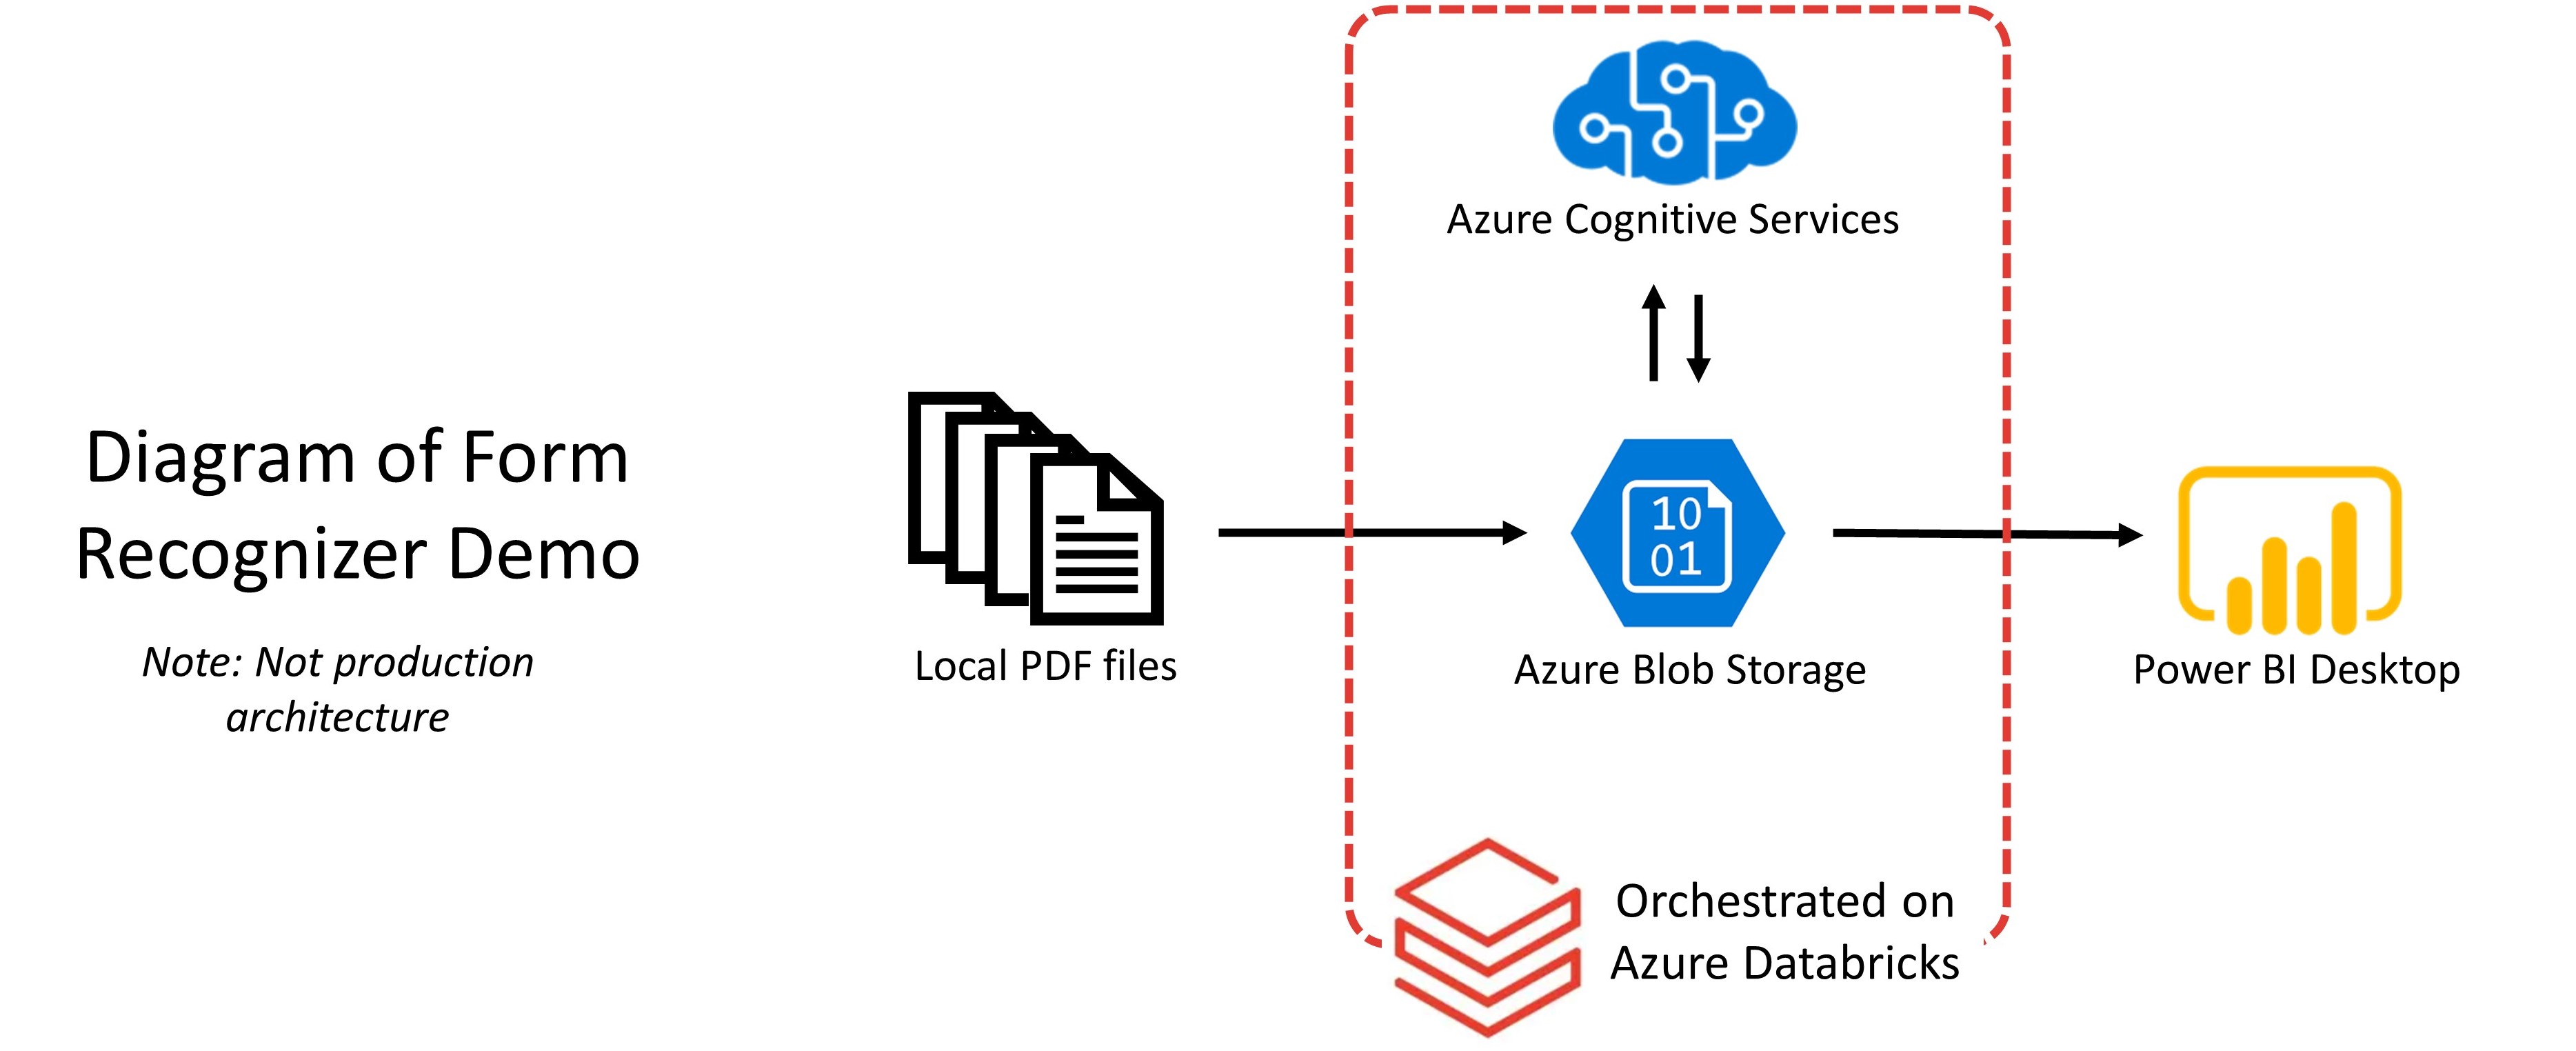 Diagram of Form
Recognizer Demo
Note: Not production
architecture
Local PDF files
Azure Cognitive Services
10
01
Azure Blob Storage
Orchestrated on
Azure Databricks
Power BI Desktop